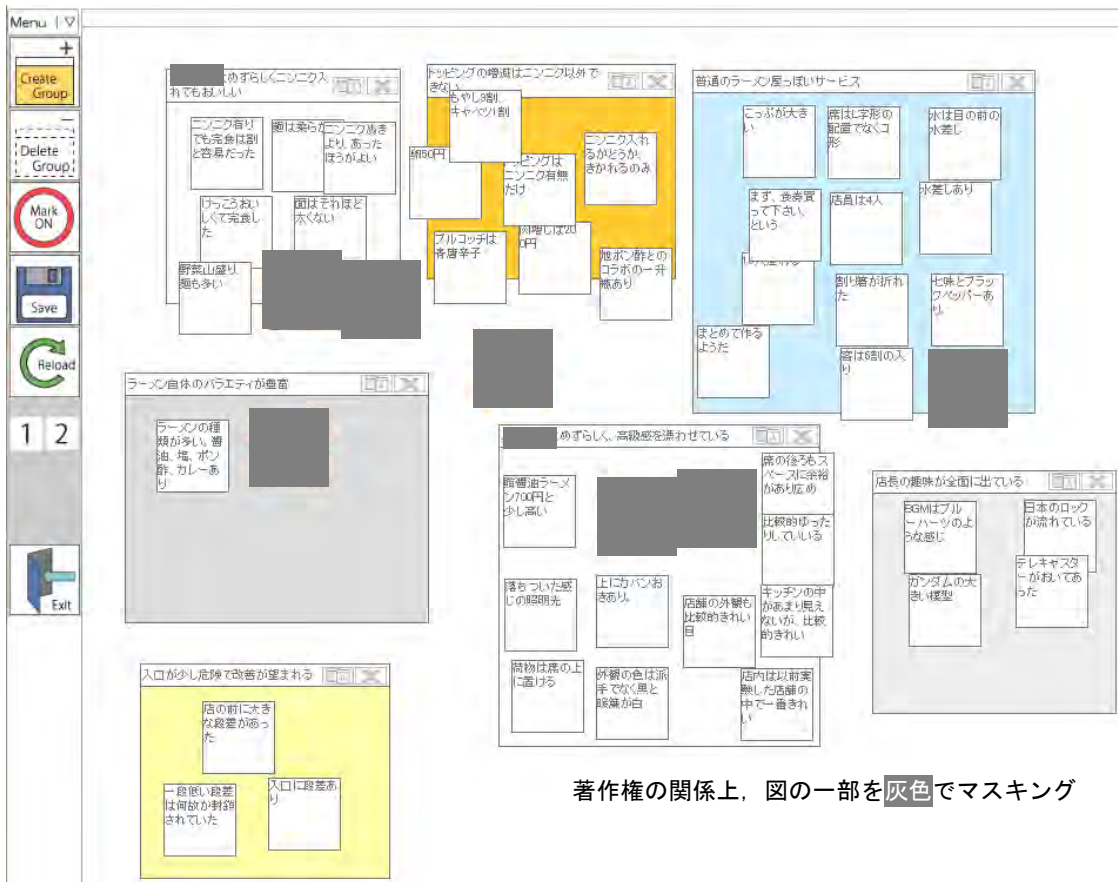 Menu
Create
Group
Delete
Group
Mark
ON
Save
Reload
1 2
Exit
めずらしくニンニク入
れてもおいしい
ニンニク有り
でも完食は割
と容易だった
麺は柔らか
ニンニクぬき
より、あった
ほうがよい
けっこうおい
しくて完食し
た
面はそれほど
太くない
野菜山盛り、
麺も多い
トッピングの増減はニンニク以外で
きない。
もやし9割、
キャベツ1割
卵50円
トッピングは
ニンニク有無
だけ
ニンニク入れ
るかどうか、
きかれるのみ
プルコッチは
青唐辛子
肉増しは20
0円
旭ポン酢との
コラボの一升
瓶あり
普通のラーメン屋っぽいサービス
こっぷが大き
い
席はL字形の
配置でなくコ
形
水は目の前の
水差し
まず、食券買
って下さい、
という
店員は4人
水差しあり
割り箸が折れ
た
七味とブラッ
クペッパーあ
り。
まとめて作る
ようだ
客は6割の入
り
ラーメン自体のバラエティが豊富
ラーメンの種
類が多い。醤
油、塩、ポン
酢、カレーあ
り
めずらしく、高級感を漂わせている
豚醤油ラーメ
ン700円と
少し高い
席の後ろもス
ペースに余裕
があり広め
比較的ゆった
りしていいる
落ちついた感
じの照明光
上にカバンお
きあり。
店舗の外観も
比較的きれい
目
キッチンの中
があまり見え
ないが、比較
的きれい
荷物は席の上
に置ける
外観の色は派
手でなく黒と
暖簾が白
店内は以前実
験した店舗の
中で一番きれ
い
店長の趣味が全面に出ている
BGMはブル
ーハーツのよ
うな感じ
日本のロック
が流れている
ガンダムの大
きい模型
テレキャスタ
ーがおいてあ
った
入口が少し危険で改善が望まれる
店の前に大き
な段差があっ
た
一段低い段差
は何故か封鎖
されていた
入口に段差あ
り
著作権の関係上，図の一部を灰色でマスキング